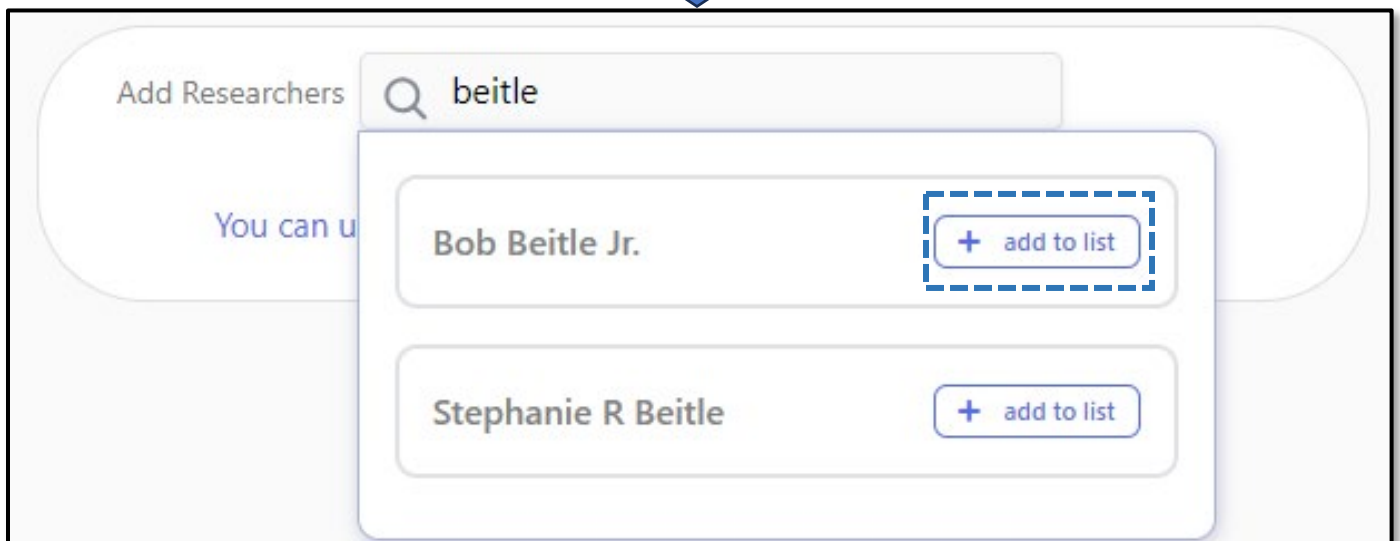 Add Researchers beitle
You can u
Bob Beitle Jr. + add to list
Stephanie R Beitle + add to list